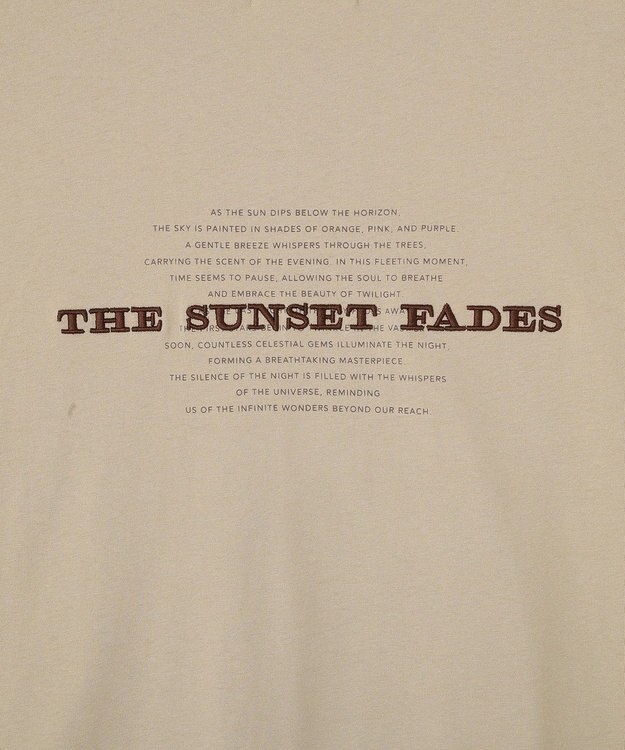 AS THE SUN DIPS BELOW THE HORIZON,
THE SKY IS PAINTED IN SHADES OF ORANGE, PINK, AND PURPLE.
A GENTLE BREEZE WHISPERS THROUGH THE TREES,
CARRYING THE SCENT OF THE EVENING. IN THIS FLEETING MOMENT,
TIME SEEMS TO PAUSE, ALLOWING THE SOUL TO BREATHE
AND EMBRACE THE BEAUTY OF TWILIGHT.
THE SUNSET FADES
SOON, COUNTLESS CELESTIAL GEMS ILLUMINATE THE NIGHT,
FORMING A BREATHTAKING MASTERPIECE.
THE SILENCE OF THE NIGHT IS FILLED WITH THE WHISPERS
OF THE UNIVERSE, REMINDING
US OF THE INFINITE WONDERS BEYOND OUR REACH.